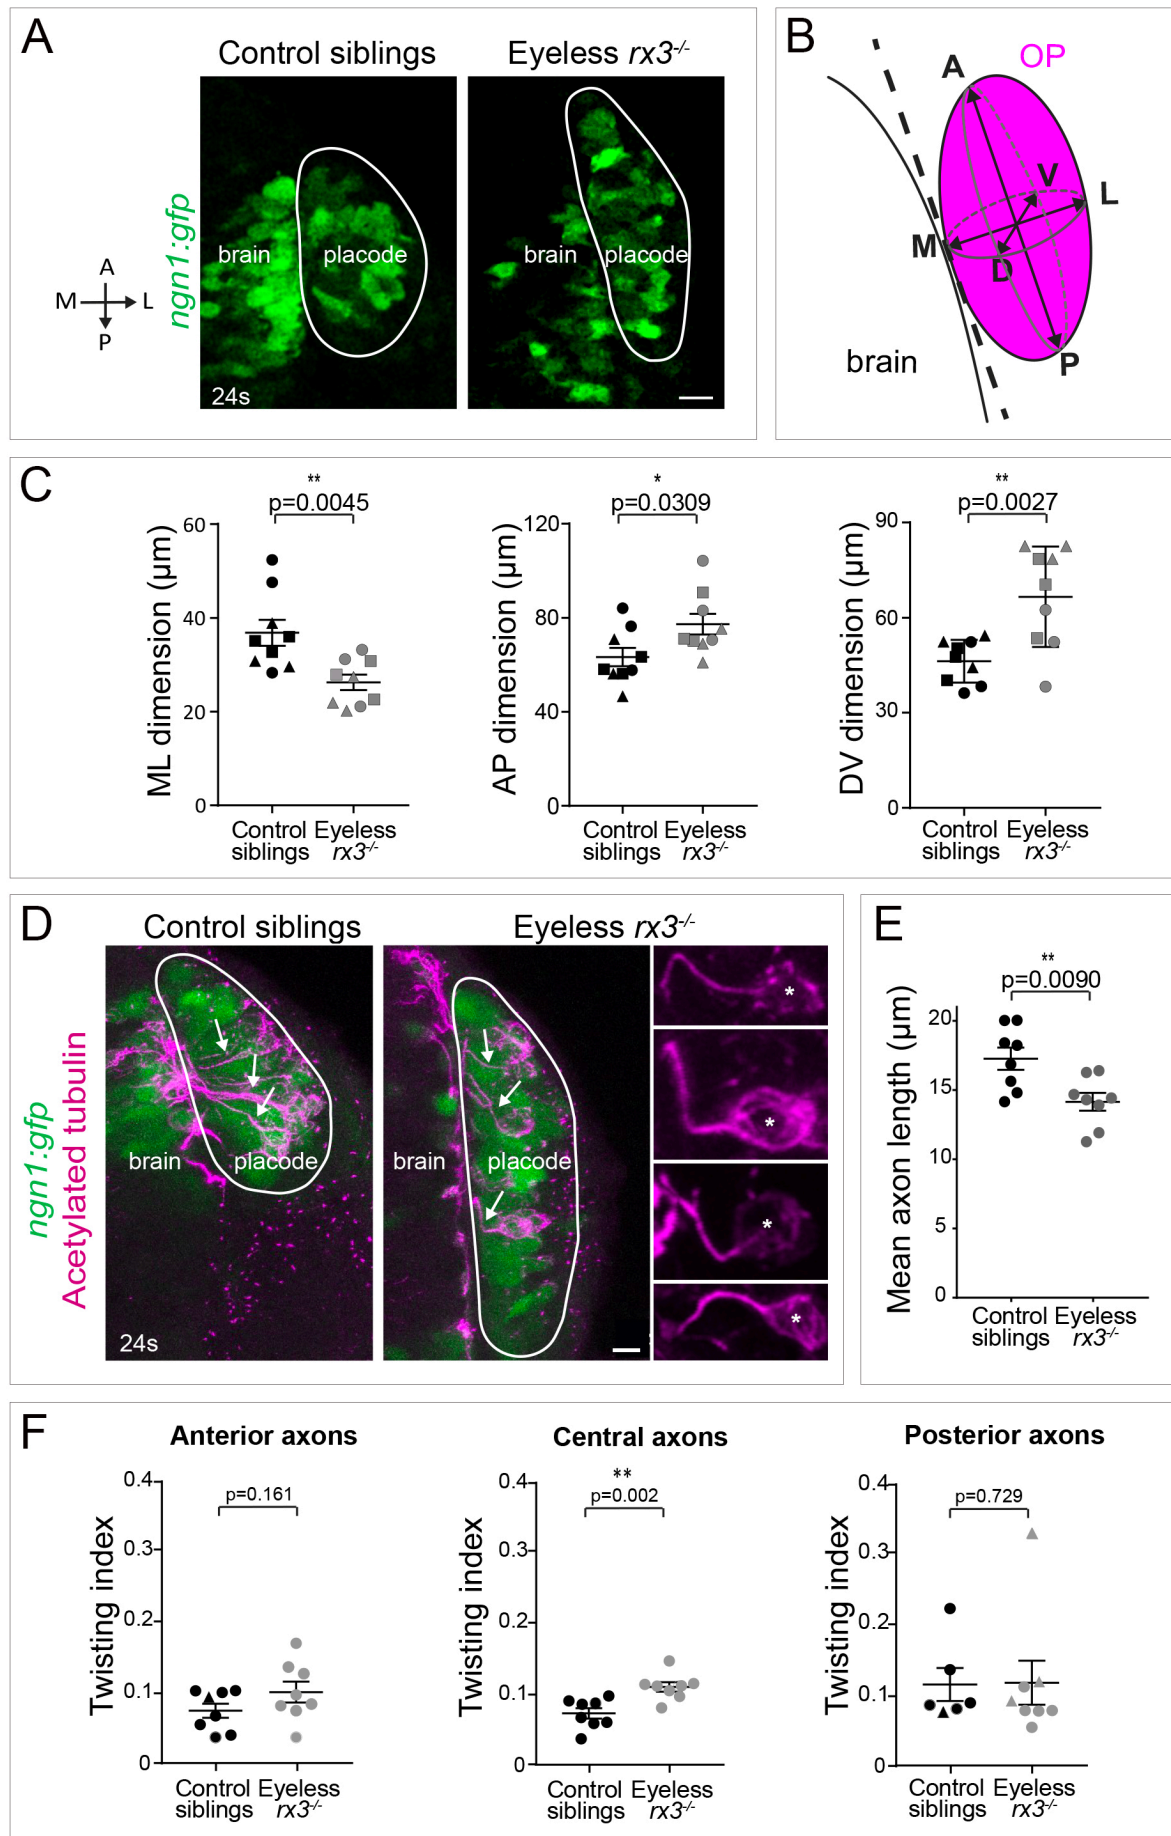 A
Control siblings
Eyeless rx3-/-
ngn1:gfp
A
M
L
P
brain
placode
24s
brain
placode
B
OP
A
V
L
M
D
P
brain
C
**
p=0.0045
ML dimension (µm)
60
40
20
0
Control
siblings
Eyeless
rx3-/-
*
p=0.0309
AP dimension (µm)
120
80
40
0
Control
siblings
Eyeless
rx3-/-
**
p=0.0027
DV dimension (µm)
90
60
30
0
Control
siblings
Eyeless
rx3-/-
D
Control siblings
Eyeless rx3-/-
ngn1:gfp
Acetylated tubulin
brain
placode
24s
brain
placode
*
*
*
*
E
**
p=0.0090
Mean axon length (µm)
20
15
10
5
0
Control
siblings
Eyeless
rx3-/-
F
Anterior axons
p=0.161
Twisting index
0.4
0.3
0.2
0.1
0
Control
siblings
Eyeless
rx3-/-
Central axons
**
p=0.002
Twisting index
0.4
0.3
0.2
0.1
0
Control
siblings
Eyeless
rx3-/-
Posterior axons
p=0.729
Twisting index
0.4
0.3
0.2
0.1
0
Control
siblings
Eyeless
rx3-/-